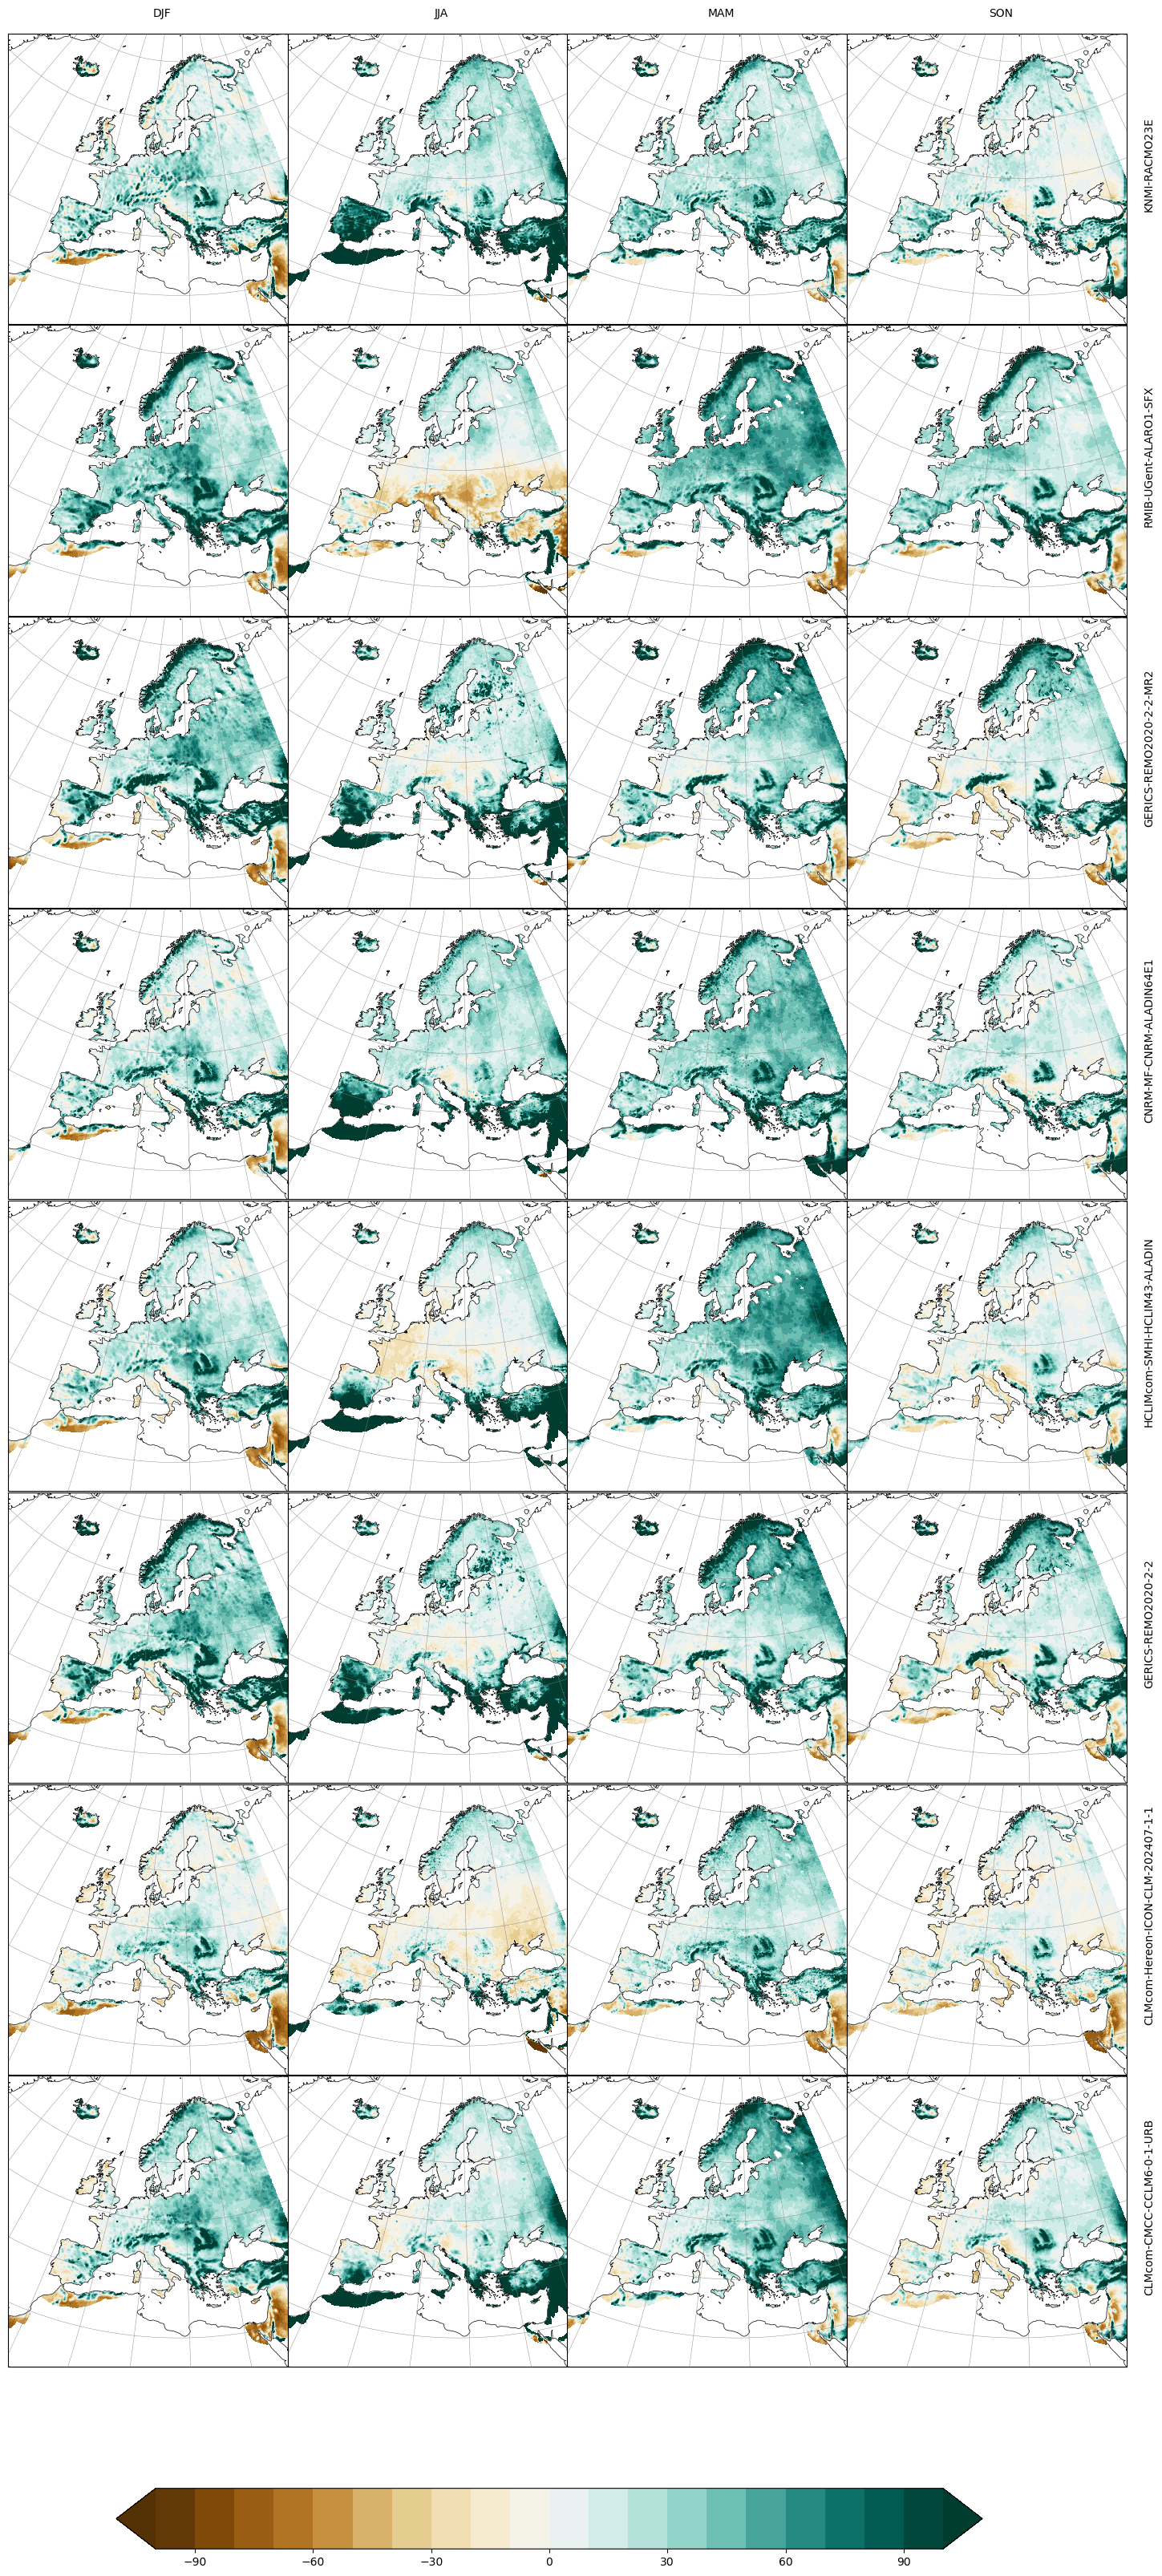 DJF JJA MAM SON
KNMI-RACMO23E
RMIB-UGent-ALARO1-SFX
GERICS-REMO2020-2-2-MR2
CNRM-MF-CNRM-ALADIN64E1
HCLIMcom-SMHI-HCLIM43-ALADIN
GERICS-REMO2020-2-2
CLMcom-Hereon-ICON-CLM-202407-1-1
CLMcom-CMCC-CCLM6-0-1-URB
−90 −60 −30 0 30 60 90